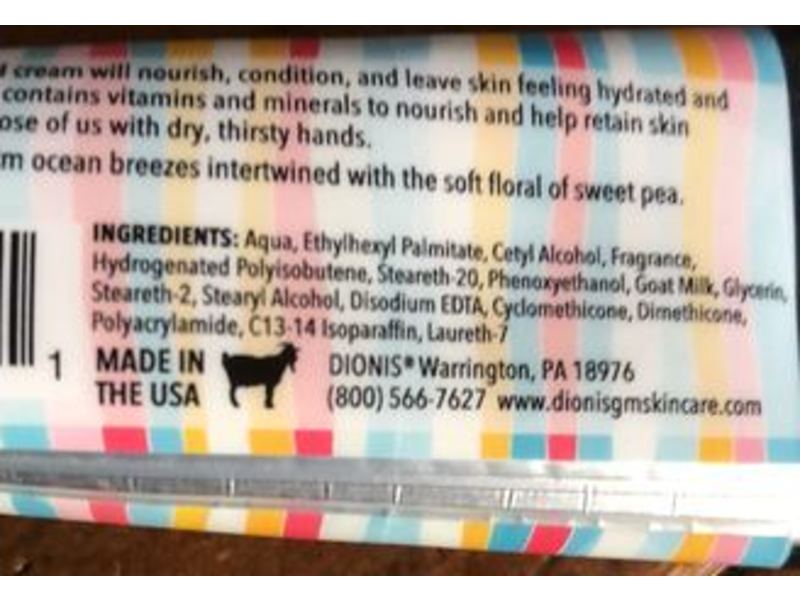 cream will nourish, condition, and leave skin feeling hydrated and
contains vitamins and minerals to nourish and help retain skin
ose of us with dry, thirsty hands.
m ocean breezes intertwined with the soft floral of sweet pea.
INGREDIENTS: Aqua, Ethylhexyl Palmitate, Cetyl Alcohol, Fragrance,
Hydrogenated Polyisobutene, Steareth-20, Phenoxyethanol, Goat Milk, Glycerin,
Steareth-2, Stearyl Alcohol, Disodium EDTA, Cyclomethicone, Dimethicone,
Polyacrylamide, C13-14 Isoparaffin, Laureth-7
1
MADE IN
THE USA
DIONIS® Warrington, PA 18976
(800) 566-7627 www.dionisgmskincare.com